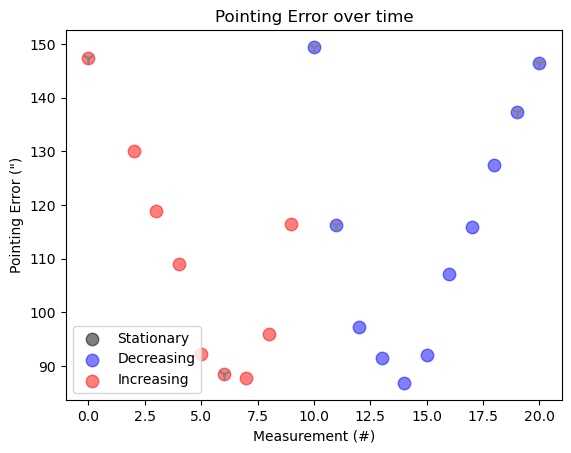 Pointing Error over time
150
140
130
120
110
100
90
Pointing Error (")
Stationary
Decreasing
Increasing
0.0 2.5 5.0 7.5 10.0 12.5 15.0 17.5 20.0
Measurement (#)